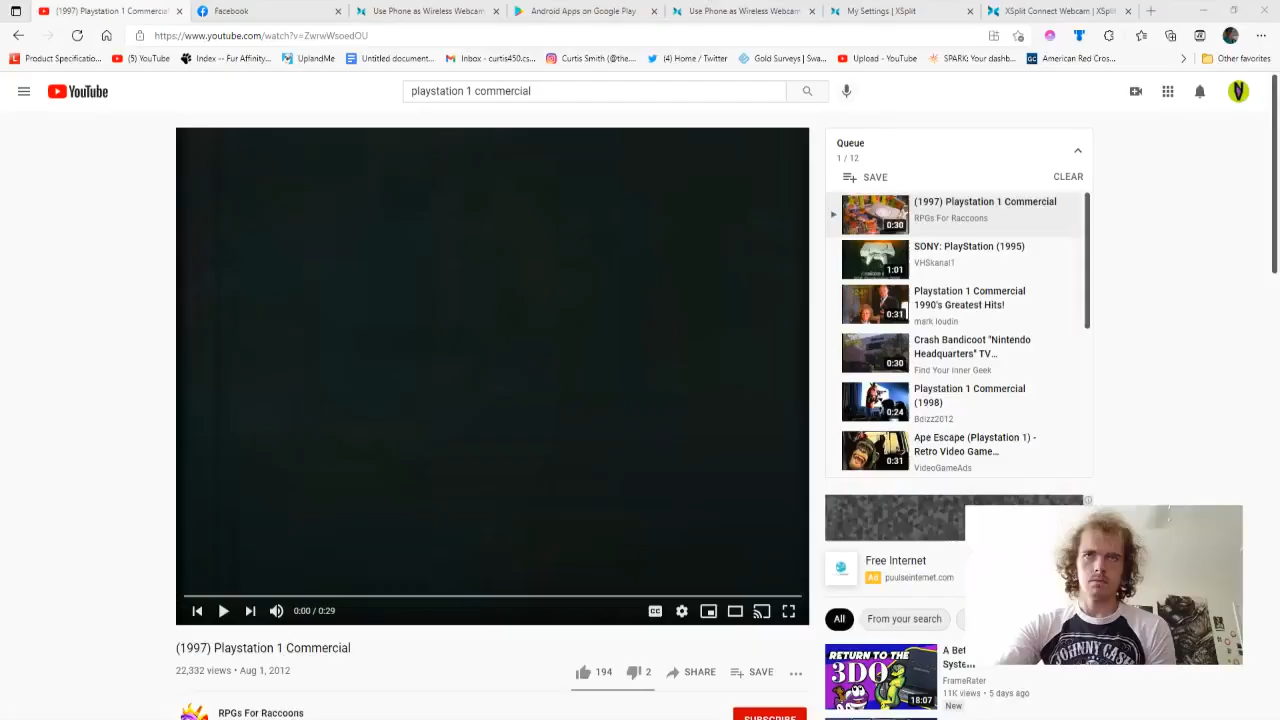 (1997) Playstation 1 Commercial
Facebook
Use Phone as Wireless Webcam
Android Apps on Google Play
Use Phone as Wireless Webcam
My Settings | XSplit
XSplit Connect Webcam | XSplit
https://www.youtube.com/watch?v=ZwrwWsoedOU
Product Specificatio...
(5) YouTube
Index -- Fur Affinity...
UplandMe
Untitled document...
Inbox - curtis450.cs...
Curtis Smith (@the...
(4) Home / Twitter
Gold Surveys | Swa...
Upload - YouTube
SPARK: Your dashb...
American Red Cros...
Other favorites
YouTube
playstation 1 commercial
Queue
1 / 12
SAVE
CLEAR
(1997) Playstation 1 Commercial
RPGs For Raccoons
0:30
SONY: PlayStation (1995)
VHSkanal1
1:01
Playstation 1 Commercial
1990's Greatest Hits!
mark loudin
0:31
Crash Bandicoot "Nintendo
Headquarters" TV...
Find Your Inner Geek
0:30
Playstation 1 Commercial
(1998)
Bdizz2012
0:24
Ape Escape (Playstation 1) -
Retro Video Game...
VideoGameAds
0:31
Free Internet
Ad puulseinternet.com
All
From your search
0:00 / 0:29
CC
(1997) Playstation 1 Commercial
22,332 views • Aug 1, 2012
194
2
SHARE
SAVE
RPGs For Raccoons
SUBSCRIBE
RETURN TO THE
3DO
18:07
A Bet
System
FrameRater
11K views • 5 days ago
New
JOHNNY CASH